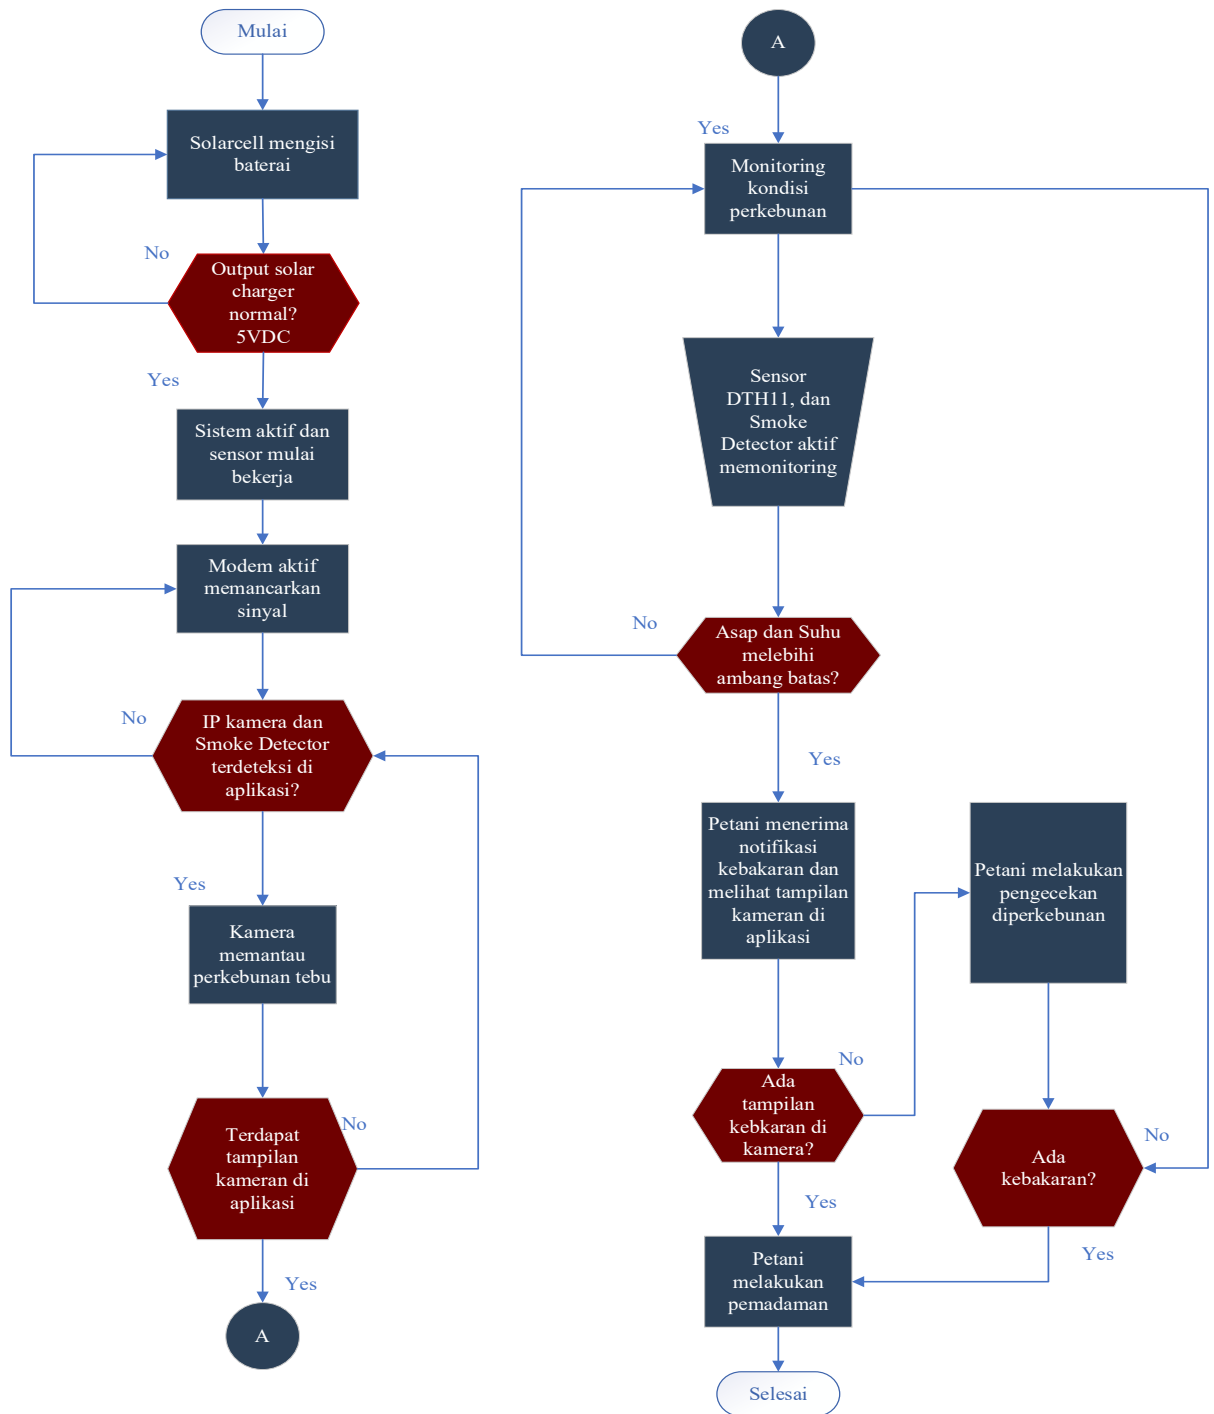 Mulai
Solarcell mengisi
baterai
No
Output solar
charger
normal?
5VDC
Yes
Sistem aktif dan
sensor mulai
bekerja
Modem aktif
memancarkan
sinyal
No
IP kamera dan
Smoke Detector
terdeteksi di
aplikasi?
Yes
Kamera
memantau
perkebunan tebu
No
Terdapat
tampilan
kameran di
aplikasi
Yes
A
A
Yes
Monitoring
kondisi
perkebunan
Sensor
DTH11, dan
Smoke
Detector aktif
memonitoring
No
Asap dan Suhu
melebihi
ambang batas?
Yes
Petani menerima
notifikasi
kebakaran dan
melihat tampilan
kameran di
aplikasi
Petani melakukan
pengecekan
diperkebunan
No
Ada
tampilan
kebkaran di
kamera?
No
Ada
kebakaran?
Yes
Yes
Petani
melakukan
pemadaman
Selesai